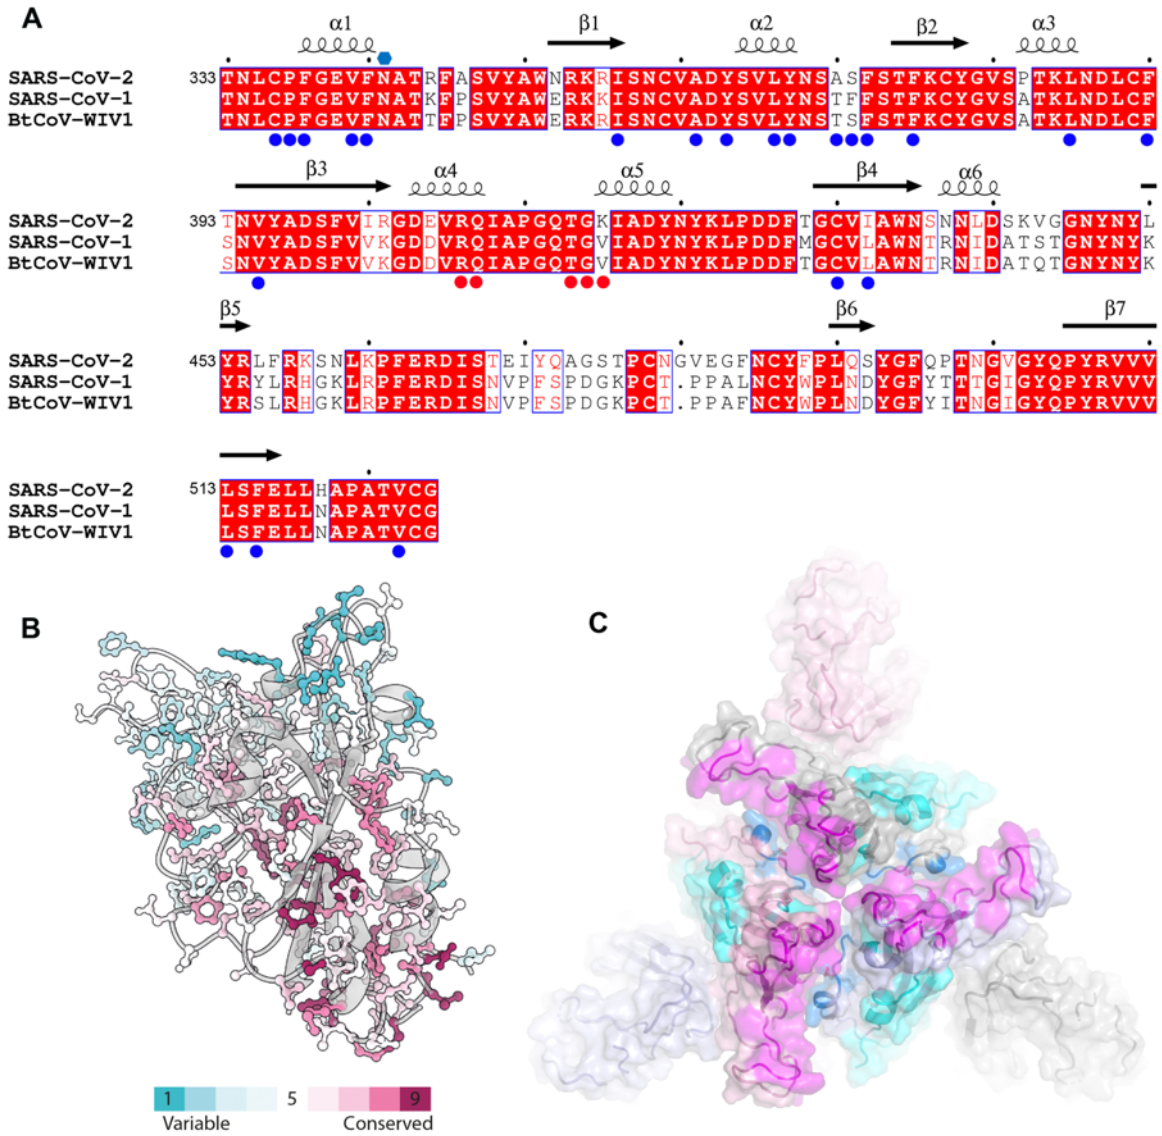 A
α1 β1 α2 β2 α3
SARS-CoV-2 333 TNLCPFGEVFNATRFASVYAWNRKRISNCVADYSVLYNSASFSTFKCYGVSPTKLNDLCF
SARS-CoV-1 TNLCPFGEVFNATKFPSVYAWERKKISNCVADYSVLYNSTFFSTFKCYGVSATKLNDLCF
BtCoV-WIV1 TNLCPFGEVFNATTFPSVYAWERKRISNCVADYSVLYNSTSFSTFKCYGVSATKLNDLCF
β3 α4 α5 β4 α6
SARS-CoV-2 393 TNVYADSFVIRGDEVRQIAPGQTGKIADYNYKLPDDFTGCVIAWNSNNLDSKVGGNYNYL
SARS-CoV-1 SNVYADSFVVKGDDVRQIAPGQTGVIADYNYKLPDDFMGCVLAWNTRNIDATSTGNYNYK
BtCoV-WIV1 SNVYADSFVVKGDDVRQIAPGQTGVIADYNYKLPDDFTGCVLAWNTRNIDATQTGNYNYK
β5 β6 β7
SARS-CoV-2 453 YRLFRKSNLKPFERDISTEIYQAGSTPCNGVEGFNCYFPLQSYGFQPTNGVGYQPYRVVV
SARS-CoV-1 YRYLRHGKLRPFERDISNVPFSPDGKPCT.PPALNCYWPLNDYGFYTTTGIGYQPYRVVV
BtCoV-WIV1 YRSLRHGKLRPFERDISNVPFSPDGKPCT.PPAFNCYWPLNDYGFYITNGIGYQPYRVVV
SARS-CoV-2 513 LSFELLHAPATVCG
SARS-CoV-1 LSFELLNAPATVCG
BtCoV-WIV1 LSFELLNAPATVCG
B
C
1 5 9
Variable Conserved